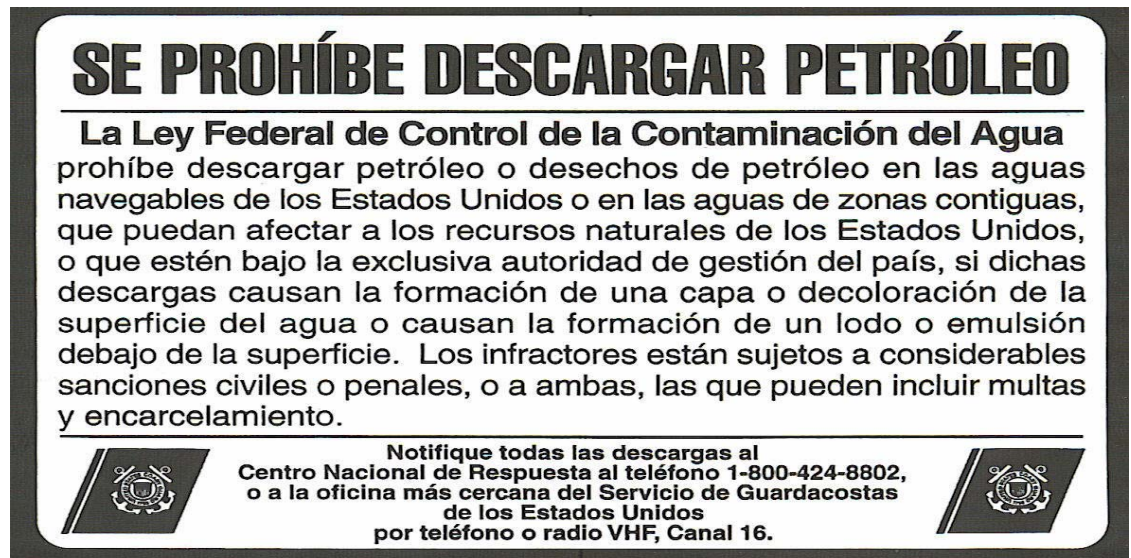 SE PROHÍBE DESCARGAR PETRÓLEO
La Ley Federal de Control de la Contaminación del Agua
prohíbe descargar petróleo o desechos de petróleo en las aguas
navegables de los Estados Unidos o en las aguas de zonas contiguas,
que puedan afectar a los recursos naturales de los Estados Unidos,
o que estén bajo la exclusiva autoridad de gestión del país, si dichas
descargas causan la formación de una capa o decoloración de la
superficie del agua o causan la formación de un lodo o emulsión
debajo de la superficie. Los infractores están sujetos a considerables
sanciones civiles o penales, o a ambas, las que pueden incluir multas
y encarcelamiento.
Notifique todas las descargas al
Centro Nacional de Respuesta al teléfono 1-800-424-8802,
o a la oficina más cercana del Servicio de Guardacostas
de los Estados Unidos
por teléfono o radio VHF, Canal 16.